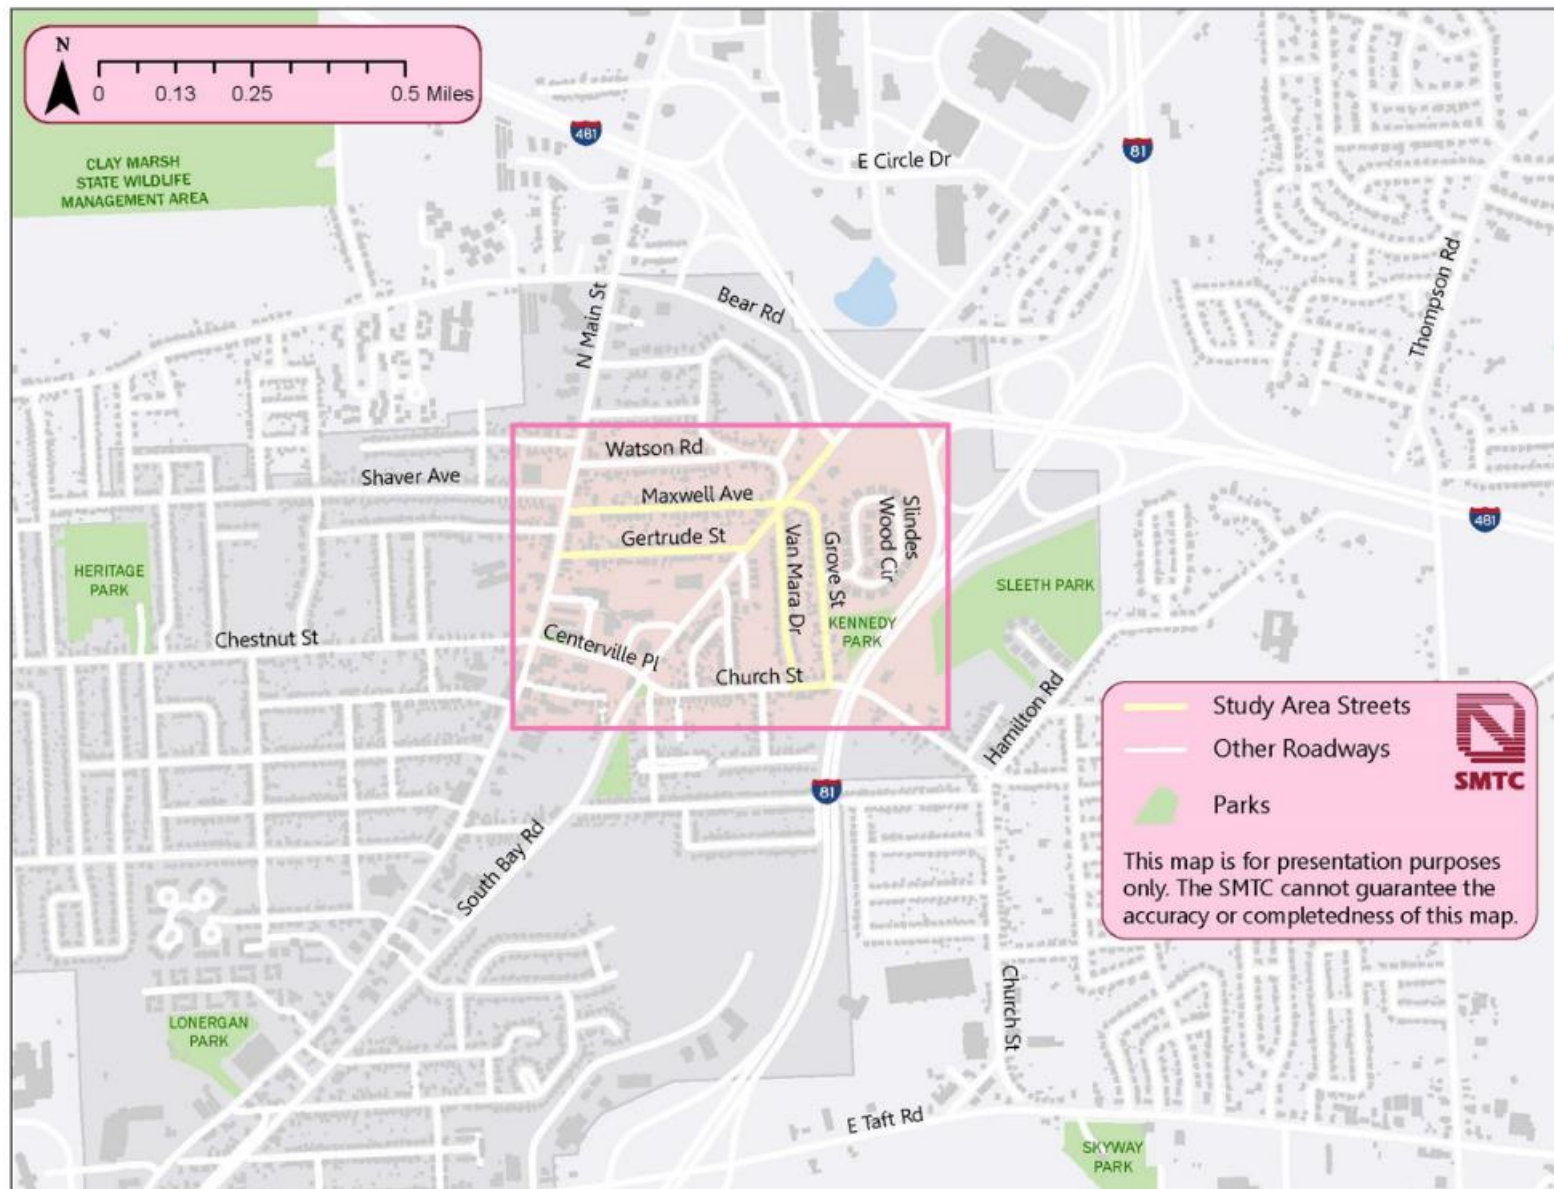 N
0 0.13 0.25 0.5 Miles
CLAY MARSH
STATE WILDLIFE
MANAGEMENT AREA
481
81
E Circle Dr
Thompson Rd
N Main St
Bear Rd
Watson Rd
Shaver Ave
Maxwell Ave
Gertrude St
Van Mara Dr
Grove St
Slindes
Wood Cir
481
HERITAGE
PARK
SLEETH PARK
KENNEDY
PARK
Chestnut St
Centerville Pl
Church St
Hamilton Rd
81
South Bay Rd
Study Area Streets
Other Roadways
Parks
SMTC
This map is for presentation purposes
only. The SMTC cannot guarantee the
accuracy or completedness of this map.
Church St
LONERGAN
PARK
E Taft Rd
SKYWAY
PARK